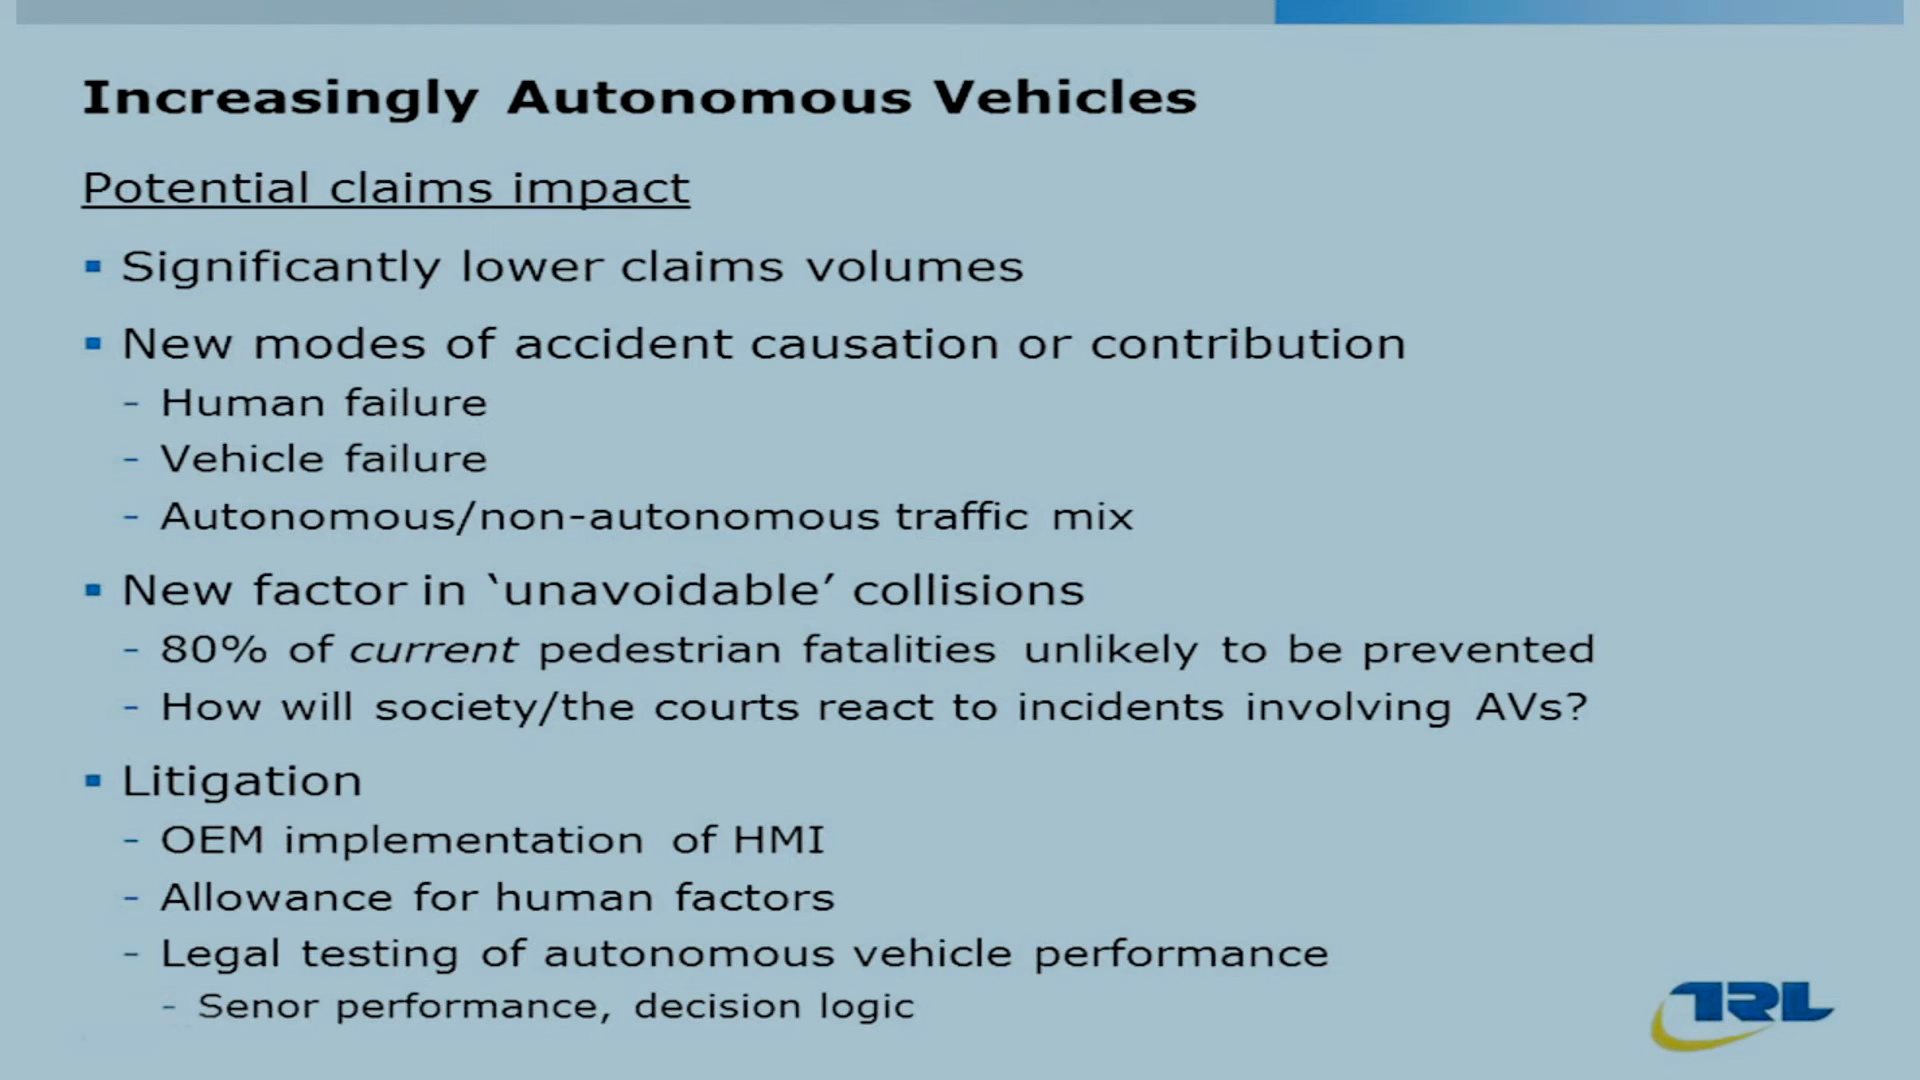 Increasingly Autonomous Vehicles
Potential claims impact
▪ Significantly lower claims volumes
▪ New modes of accident causation or contribution
- Human failure
- Vehicle failure
- Autonomous/non-autonomous traffic mix
▪ New factor in ‘unavoidable’ collisions
- 80% of current pedestrian fatalities unlikely to be prevented
- How will society/the courts react to incidents involving AVs?
▪ Litigation
- OEM implementation of HMI
- Allowance for human factors
- Legal testing of autonomous vehicle performance
- Senor performance, decision logic
TRL